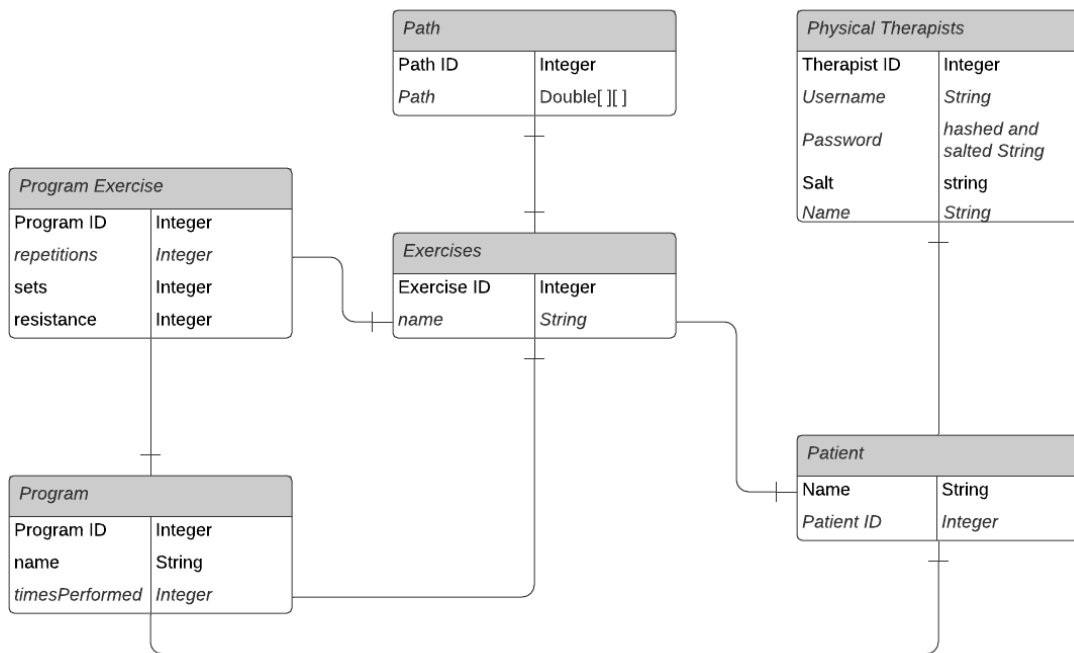 Path
Path ID Integer
Path Double[ ][ ]
Physical Therapists
Therapist ID Integer
Username String
Password hashed and
salted String
Salt string
Name String
Program Exercise
Program ID Integer
repetitions Integer
sets Integer
resistance Integer
Exercises
Exercise ID Integer
name String
Patient
Name String
Patient ID Integer
Program
Program ID Integer
name String
timesPerformed Integer